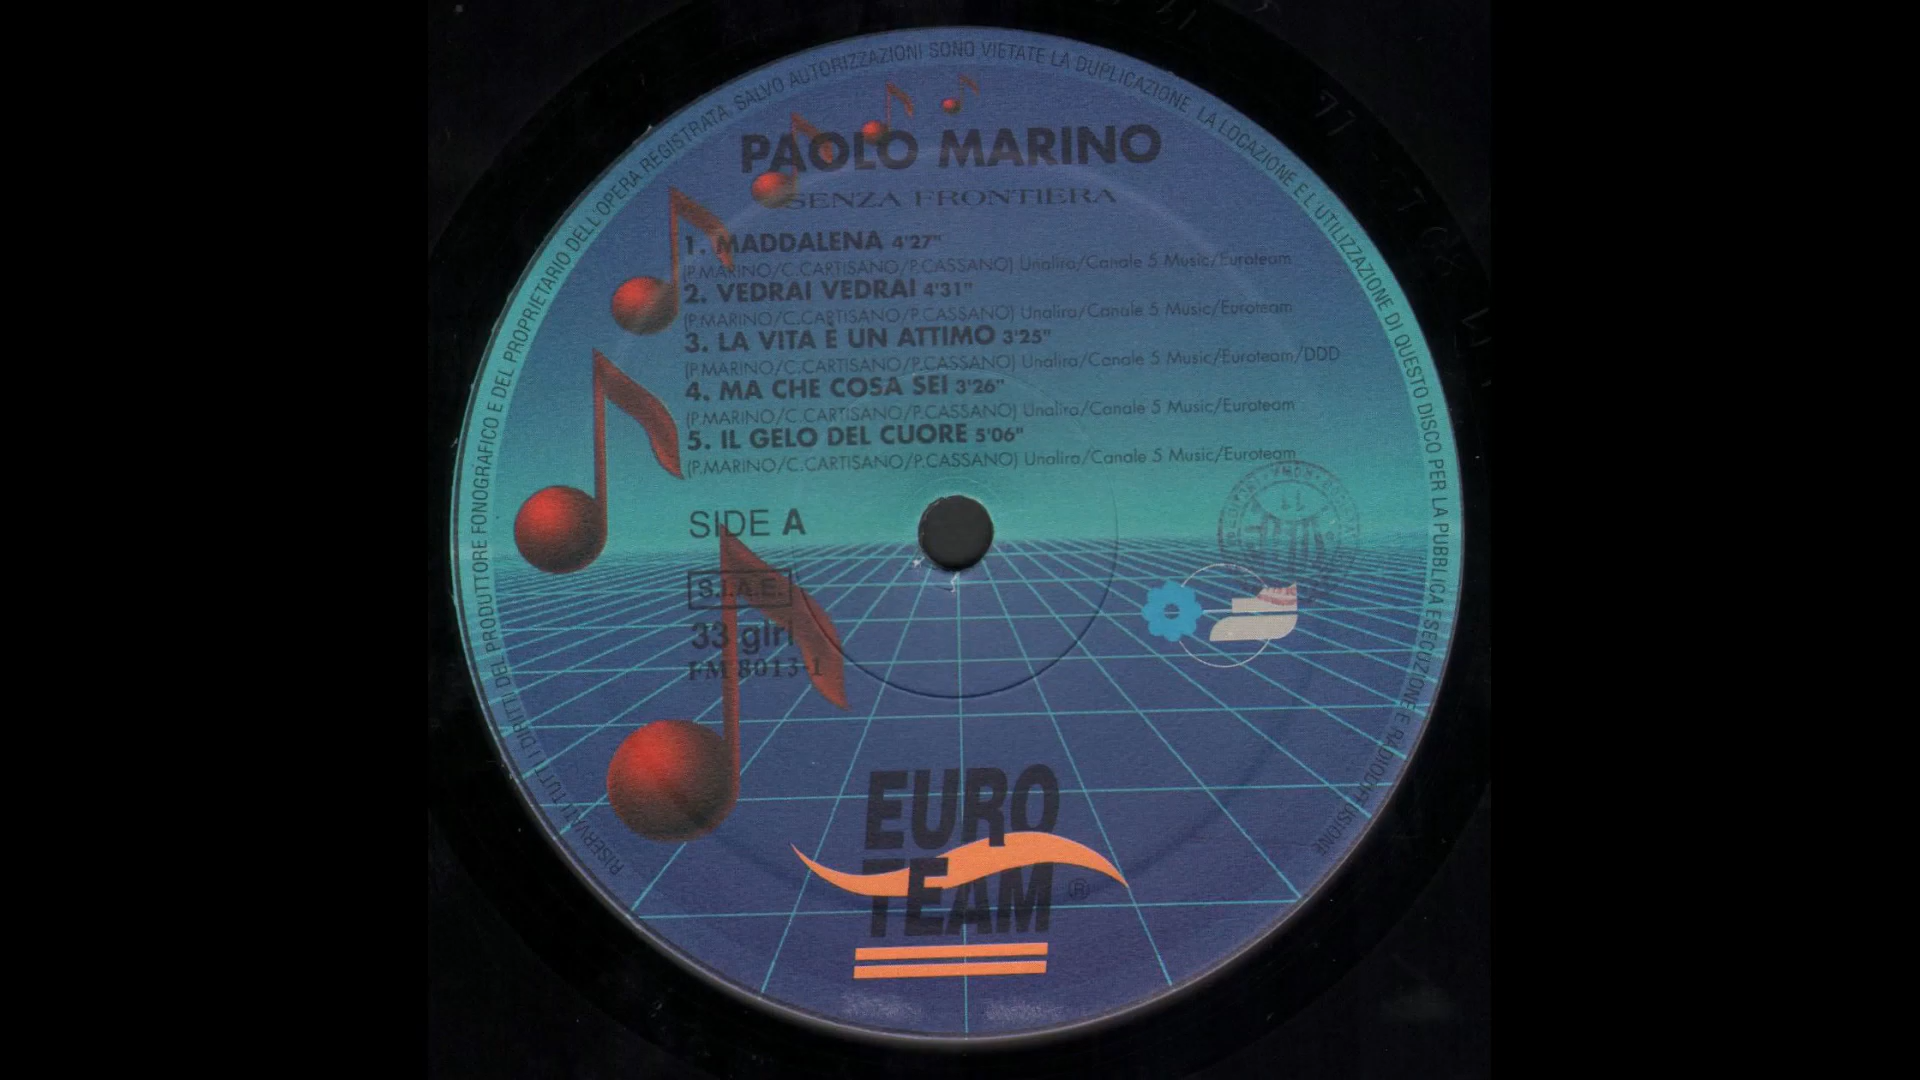 RISERVATI TUTTI I DIRITTI DEL PRODUTTORE FONOGRAFICO E DEL PROPRIETARIO DELL'OPERA REGISTRATA. SALVO AUTORIZZAZIONI SONO VIETATE LA DUPLICAZIONE, LA LOCAZIONE E L'UTILIZZAZIONE DI QUESTO DISCO PER LA PUBBLICA ESECUZIONE E RADIODIFFUSIONE
PAOLO MARINO
SENZA FRONTIERA
1. MADDALENA 4'27"
(P.MARINO/C.CARTISANO/P.CASSANO) Unalira/Canale 5 Music/Euroteam
2. VEDRAI VEDRAI 4'31"
(P.MARINO/C.CARTISANO/P.CASSANO) Unalira/Canale 5 Music/Euroteam
3. LA VITA È UN ATTIMO 3'25"
(P.MARINO/C.CARTISANO/P.CASSANO) Unalira/Canale 5 Music/Euroteam/DDD
4. MA CHE COSA SEI 3'26"
(P.MARINO/C.CARTISANO/P.CASSANO) Unalira/Canale 5 Music/Euroteam
5. IL GELO DEL CUORE 5'06"
(P.MARINO/C.CARTISANO/P.CASSANO) Unalira/Canale 5 Music/Euroteam
SIDE A
S.I.A.E.
33 giri
FM 8013-1
EURO
TEAM ®